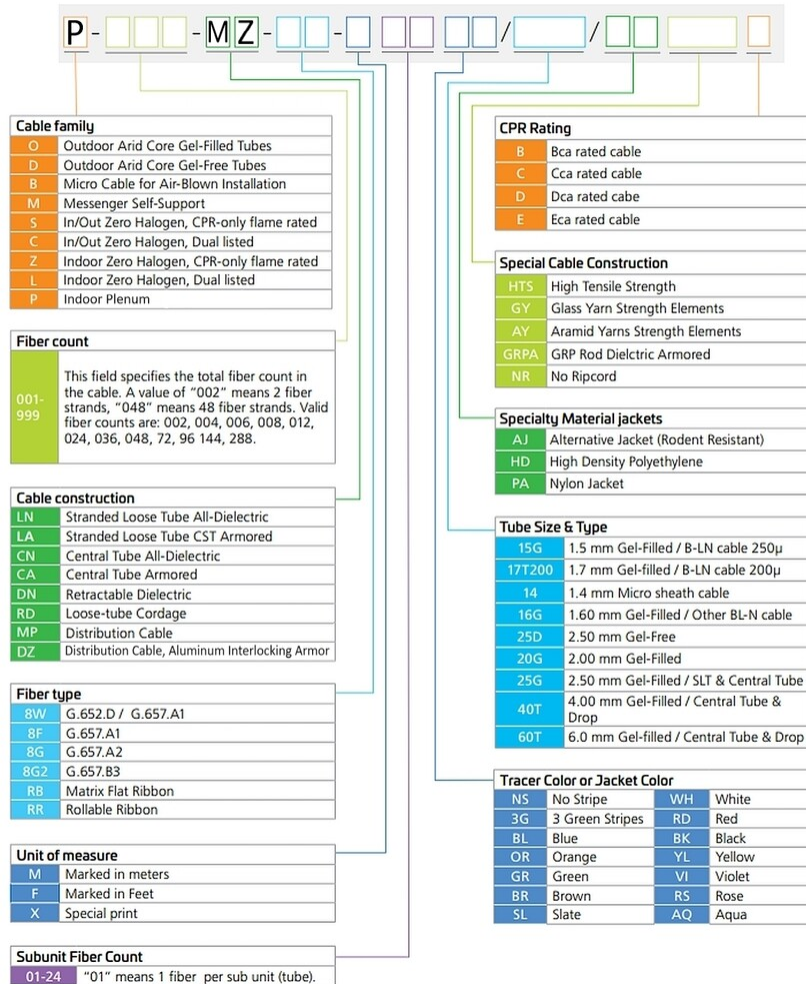 P - - MZ - - / /
Cable family
O Outdoor Arid Core Gel-Filled Tubes
D Outdoor Arid Core Gel-Free Tubes
B Micro Cable for Air-Blown Installation
M Messenger Self-Support
S In/Out Zero Halogen, CPR-only flame rated
C In/Out Zero Halogen, Dual listed
Z Indoor Zero Halogen, CPR-only flame rated
L Indoor Zero Halogen, Dual listed
P Indoor Plenum
Fiber count
001-
999
This field specifies the total fiber count in
the cable. A value of “002” means 2 fiber
strands, “048” means 48 fiber strands. Valid
fiber counts are: 002, 004, 006, 008, 012,
024, 036, 048, 72, 96 144, 288.
Cable construction
LN Stranded Loose Tube All-Dielectric
LA Stranded Loose Tube CST Armored
CN Central Tube All-Dielectric
CA Central Tube Armored
DN Retractable Dielectric
RD Loose-tube Cordage
MP Distribution Cable
DZ Distribution Cable, Aluminum Interlocking Armor
Fiber type
8W G.652.D / G.657.A1
8F G.657.A1
8G G.657.A2
8G2 G.657.B3
RB Matrix Flat Ribbon
RR Rollable Ribbon
Unit of measure
M Marked in meters
F Marked in Feet
X Special print
Subunit Fiber Count
01-24 “01” means 1 fiber per sub unit (tube).
CPR Rating
B Bca rated cable
C Cca rated cable
D Dca rated cabe
E Eca rated cable
Special Cable Construction
HTS High Tensile Strength
GY Glass Yarn Strength Elements
AY Aramid Yarns Strength Elements
GRPA GRP Rod Dielctric Armored
NR No Ripcord
Specialty Material jackets
AJ Alternative Jacket (Rodent Resistant)
HD High Density Polyethylene
PA Nylon Jacket
Tube Size & Type
15G 1.5 mm Gel-Filled / B-LN cable 250µ
17T200 1.7 mm Gel-filled / B-LN cable 200µ
14 1.4 mm Micro sheath cable
16G 1.60 mm Gel-Filled / Other BL-N cable
25D 2.50 mm Gel-Free
20G 2.00 mm Gel-Filled
25G 2.50 mm Gel-Filled / SLT & Central Tube
40T 4.00 mm Gel-Filled / Central Tube &
Drop
60T 6.0 mm Gel-filled / Central Tube & Drop
Tracer Color or Jacket Color
NS No Stripe WH White
3G 3 Green Stripes RD Red
BL Blue BK Black
OR Orange YL Yellow
GR Green VI Violet
BR Brown RS Rose
SL Slate AQ Aqua